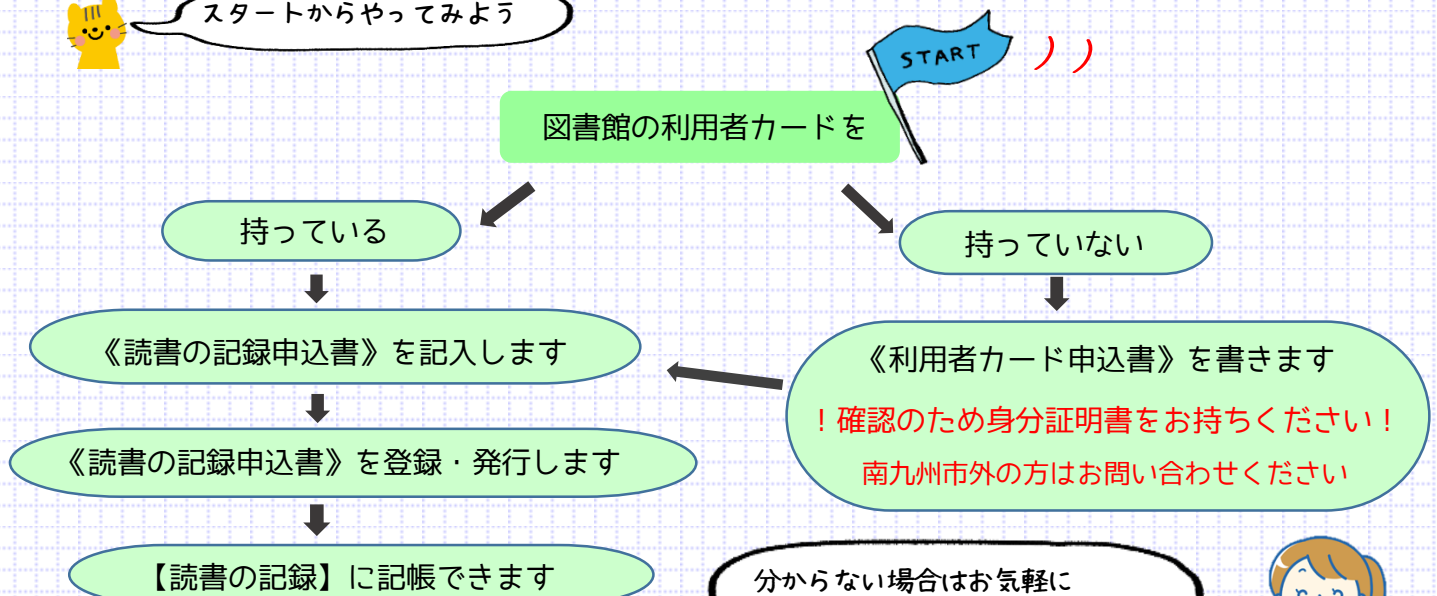 スタートからやってみよう
START
図書館の利用者カードを
持っている
持っていない
《読書の記録申込書》を記入します
《利用者カード申込書》を書きます
！確認のため身分証明書をお持ちください！
南九州市外の方はお問い合わせください
《読書の記録申込書》を登録・発行します
【読書の記録】に記帳できます
分からない場合はお気軽に